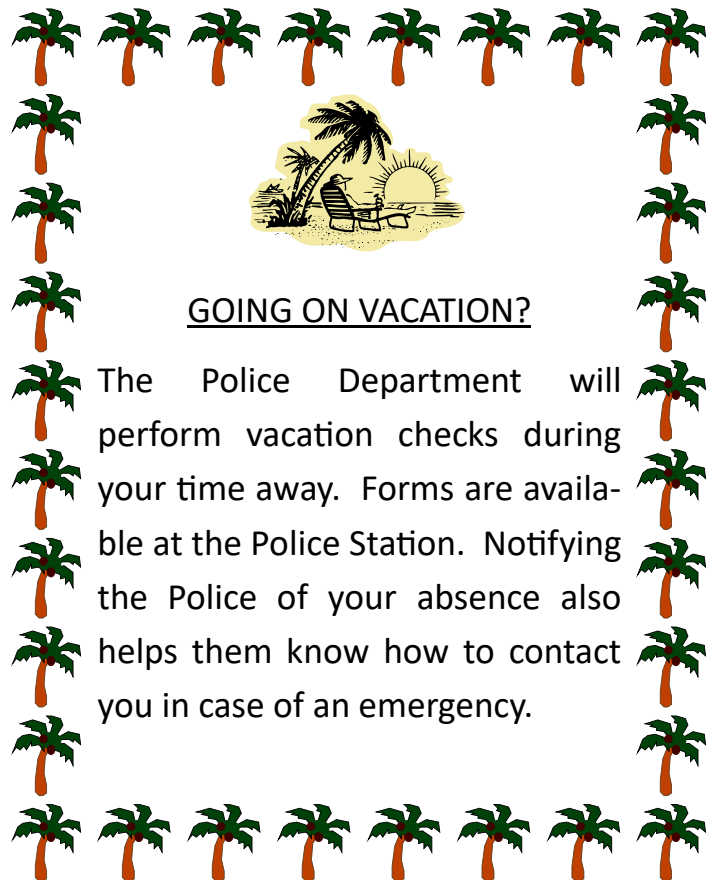 GOING ON VACATION?
The Police Department will
perform vacation checks during
your time away.  Forms are availa-
ble at the Police Station.  Notifying
the Police of your absence also
helps them know how to contact
you in case of an emergency.